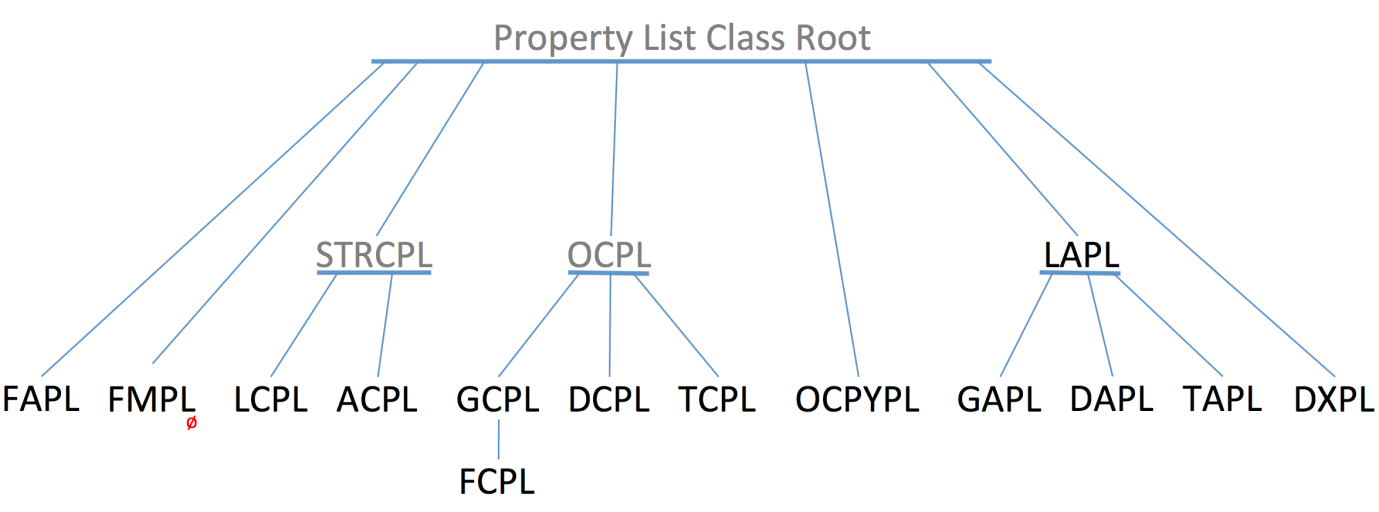 Property List Class Root
STRCPL OCPL LAPL
FAPL FMPL LCPL ACPL GCPL DCPL TCPL OCPYPL GAPL DAPL TAPL DXPL
ø
FCPL